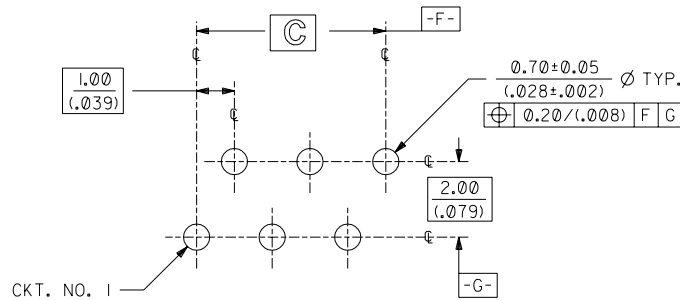 -F-
C
℄
℄
1.00
(.039)
℄
0.70±0.05
(.028±.002)
Ø TYP.
⌖ 0.20/(.008) F G
℄
2.00
(.079)
℄
-G-
CKT. NO. 1